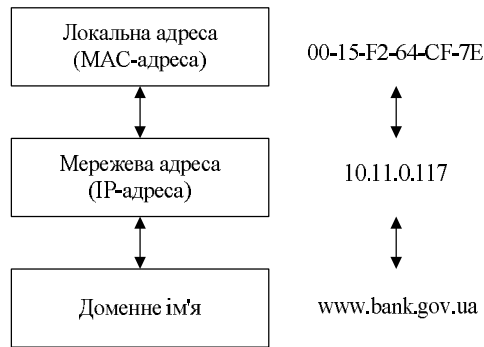 Локальна адреса
(МАС-адреса)
00-15-F2-64-CF-7E
Мережева адреса
(IP-адреса)
10.11.0.117
Доменне ім'я
www.bank.gov.ua